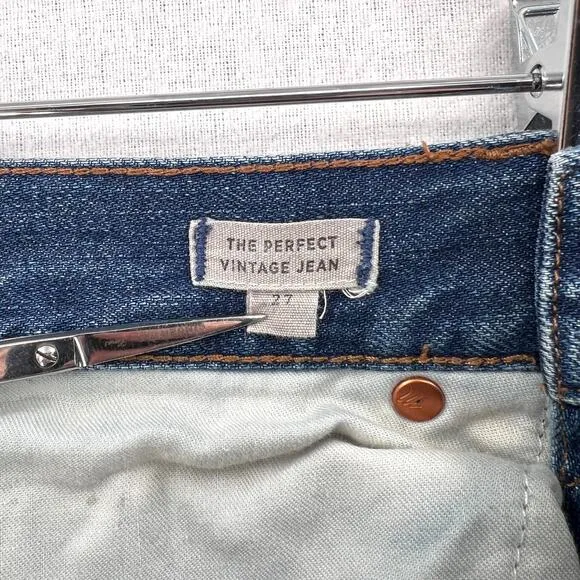 THE PERFECT
VINTAGE JEAN
27